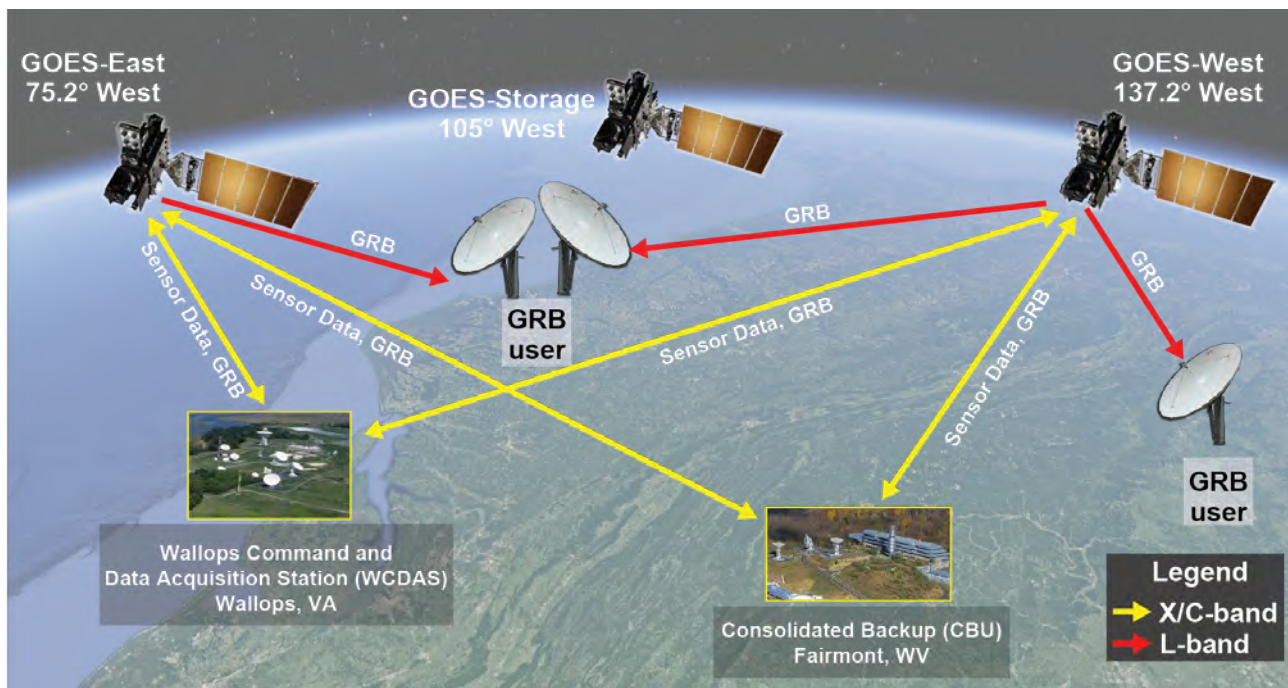 GOES-East
75.2° West
GOES-Storage
105° West
GOES-West
137.2° West
GRB
GRB
GRB
Sensor Data, GRB
Sensor Data, GRB
Sensor Data, GRB
Sensor Data, GRB
GRB
user
GRB
user
Wallops Command and
Data Acquisition Station (WCDAS)
Wallops, VA
Consolidated Backup (CBU)
Fairmont, WV
Legend
X/C-band
L-band